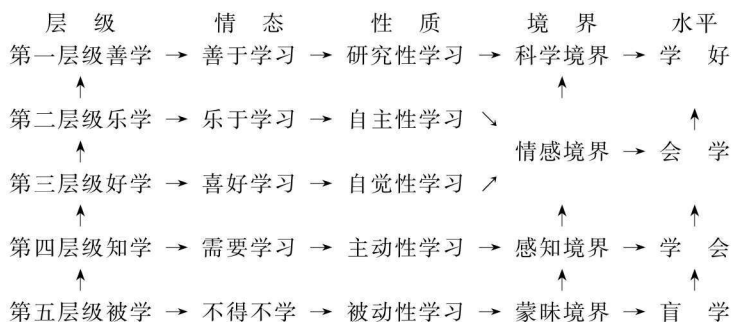 层 级 情 态 性 质 境 界 水平
第一层级善学 → 善于学习 → 研究性学习 → 科学境界 → 学 好
↑ ↑
第二层级乐学 → 乐于学习 → 自主性学习 ↘ ↑
↑ 情感境界 → 会 学
第三层级好学 → 喜好学习 → 自觉性学习 ↗
↑ ↑ ↑
第四层级知学 → 需要学习 → 主动性学习 → 感知境界 → 学 会
↑ ↑ ↑
第五层级被学 → 不得不学 → 被动性学习 → 蒙昧境界 → 盲 学